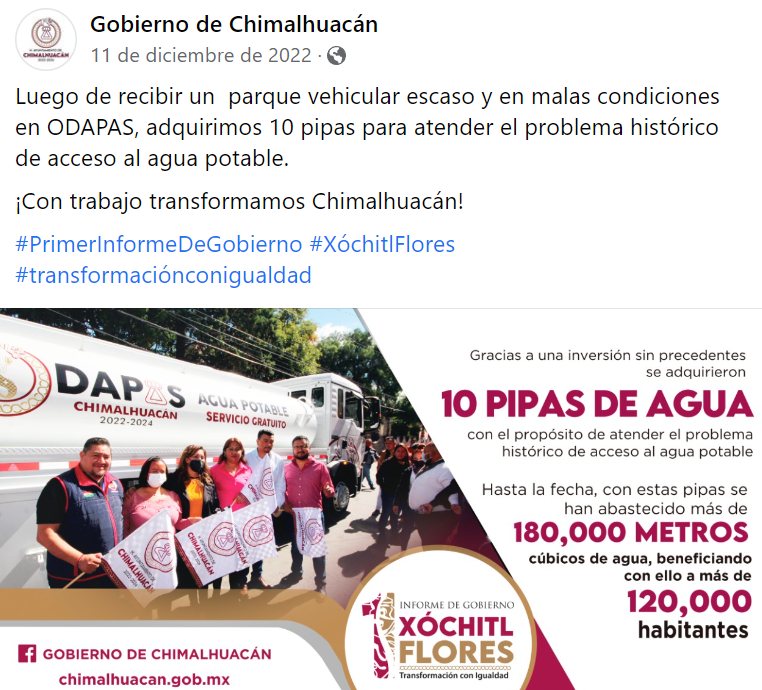 Gobierno de Chimalhuacán
11 de diciembre de 2022
Luego de recibir un  parque vehicular escaso y en malas condiciones
en ODAPAS, adquirimos 10 pipas para atender el problema histórico
de acceso al agua potable.
¡Con trabajo transformamos Chimalhuacán!
#PrimerInformeDeGobierno #XóchitlFlores
#transformaciónconigualdad
ODAPAS
CHIMALHUACÁN
2022-2024
AGUA POTABLE
SERVICIO GRATUITO
CHIMALHUACÁN
CHIMALHUACÁN
Gracias a una inversión sin precedentes
se adquirieron
10 PIPAS DE AGUA
con el propósito de atender el problema
histórico de acceso al agua potable
Hasta la fecha, con estas pipas se
han abastecido más de
180,000 METROS
cúbicos de agua, beneficiando
con ello a más de
120,000
habitantes
INFORME DE GOBIERNO
XÓCHITL
FLORES
Transformación con Igualdad
GOBIERNO DE CHIMALHUACÁN
chimalhuacan.gob.mx